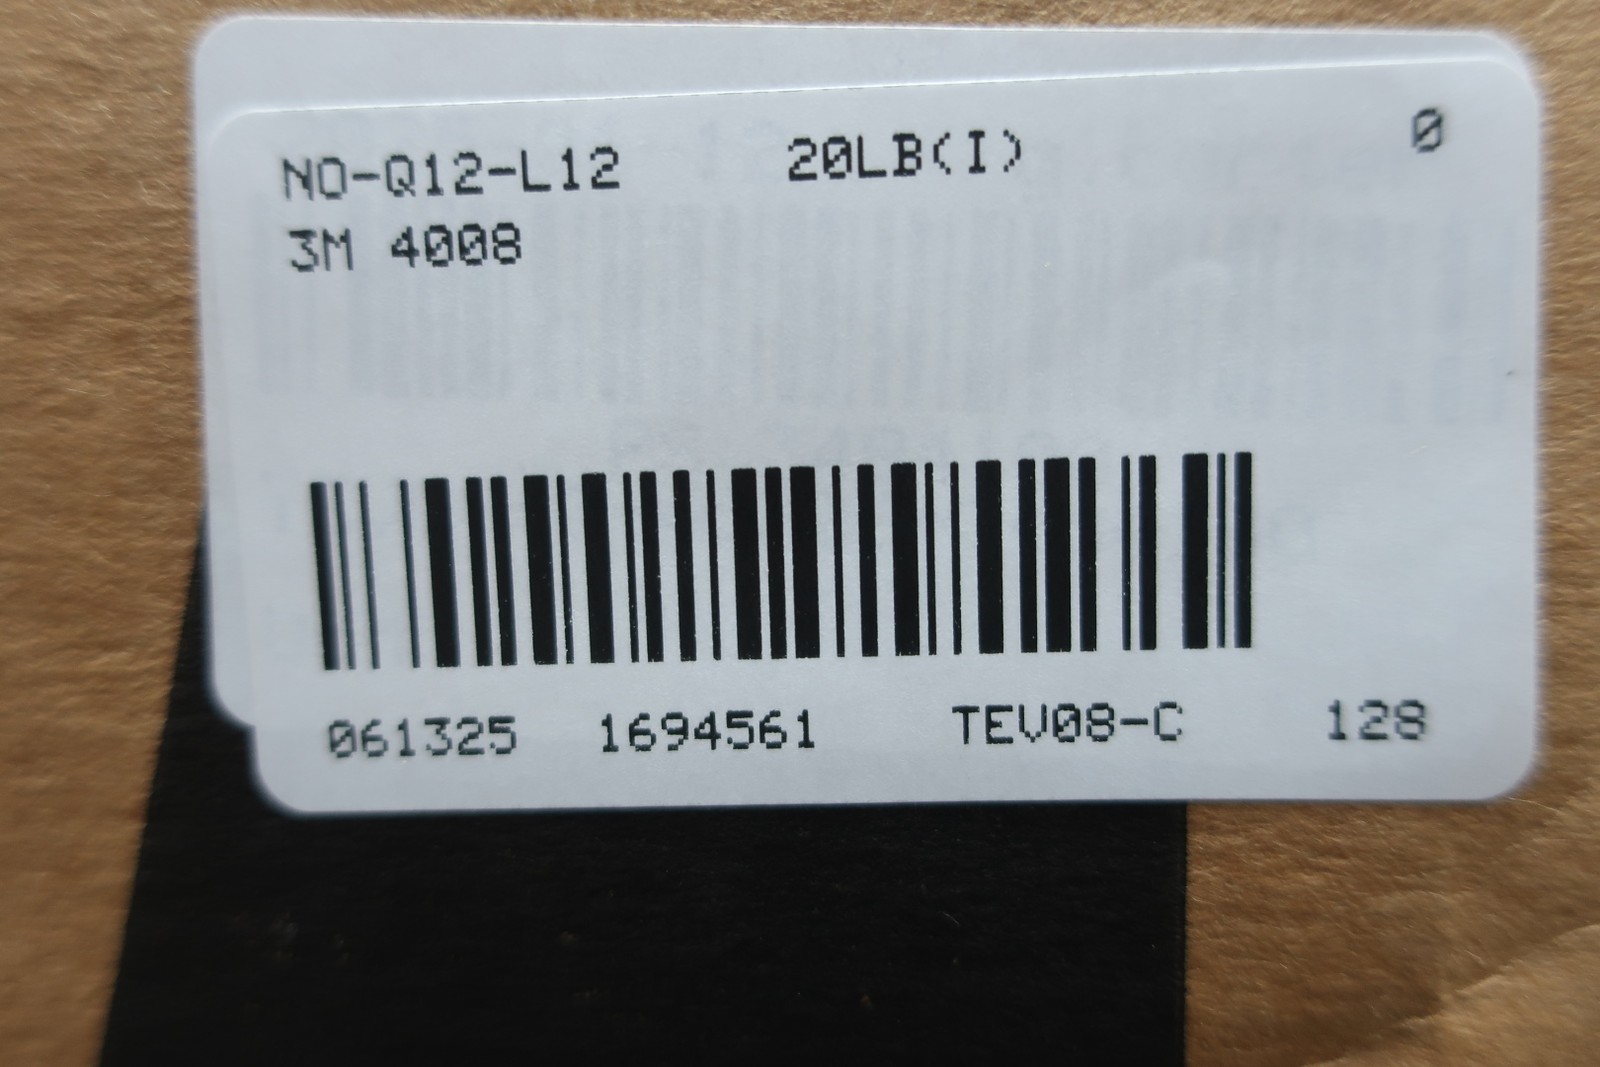 NO-Q12-L12 20LB(I) 0
3M 4008
061325 1694561 TEV08-C 128